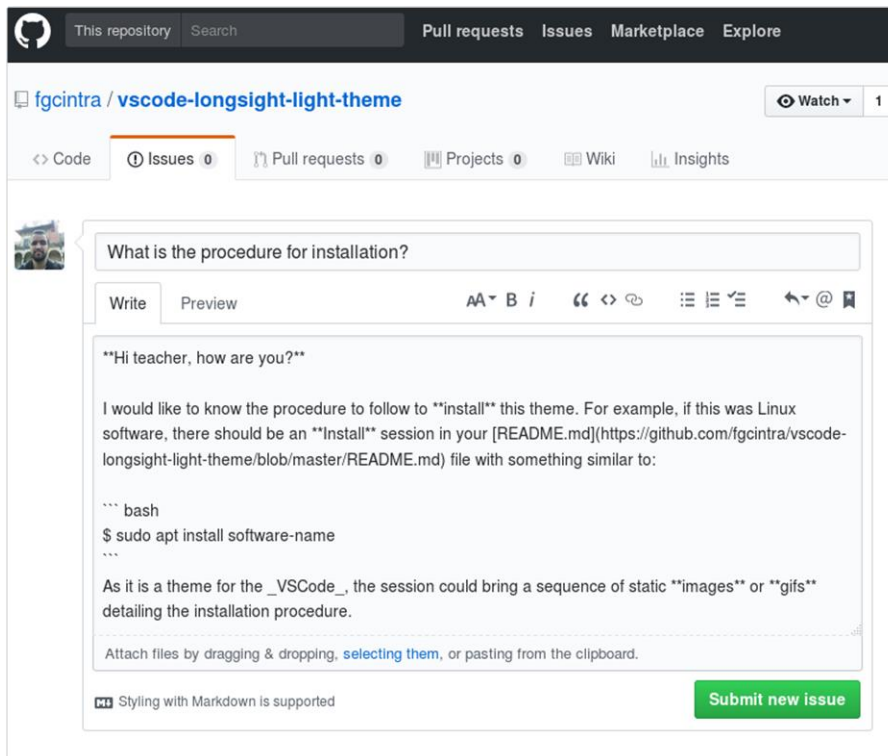 This repository Search Pull requests Issues Marketplace Explore
fgcintra / vscode-longsight-light-theme Watch 1
Code Issues 0 Pull requests 0 Projects 0 Wiki Insights
What is the procedure for installation?
Write Preview AA B i “ <> @
**Hi teacher, how are you?**
I would like to know the procedure to follow to **install** this theme. For example, if this was Linux
software, there should be an **Install** session in your [README.md](https://github.com/fgcintra/vscode-
longsight-light-theme/blob/master/README.md) file with something similar to:
``` bash
$ sudo apt install software-name
```
As it is a theme for the _VSCode_, the session could bring a sequence of static **images** or **gifs**
detailing the installation procedure.
Attach files by dragging & dropping, selecting them, or pasting from the clipboard.
Styling with Markdown is supported
Submit new issue